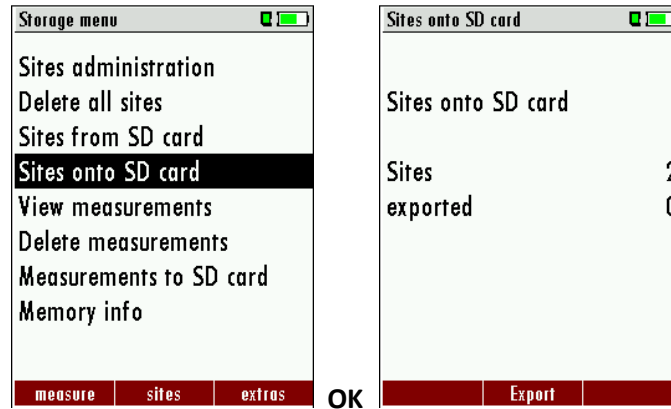 Storage menu
Sites administration
Delete all sites
Sites from SD card
Sites onto SD card
View measurements
Delete measurements
Measurements to SD card
Memory info
measure sites extras
OK
Sites onto SD card
Sites onto SD card
Sites 2
exported
Export